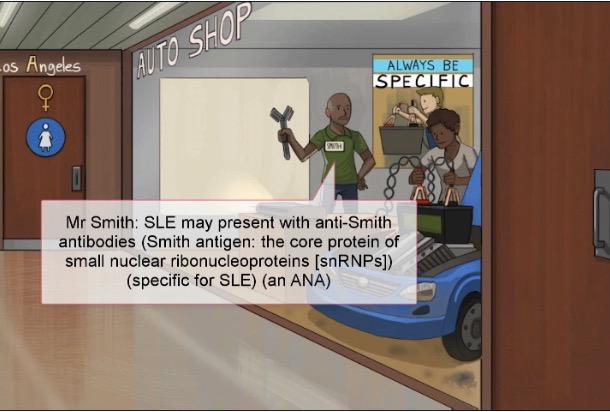 AUTO SHOP
os Angeles
ALWAYS BE
SPECIFIC
SMITH
Mr Smith: SLE may present with anti-Smith
antibodies (Smith antigen: the core protein of
small nuclear ribonucleoproteins [snRNPs])
(specific for SLE) (an ANA)